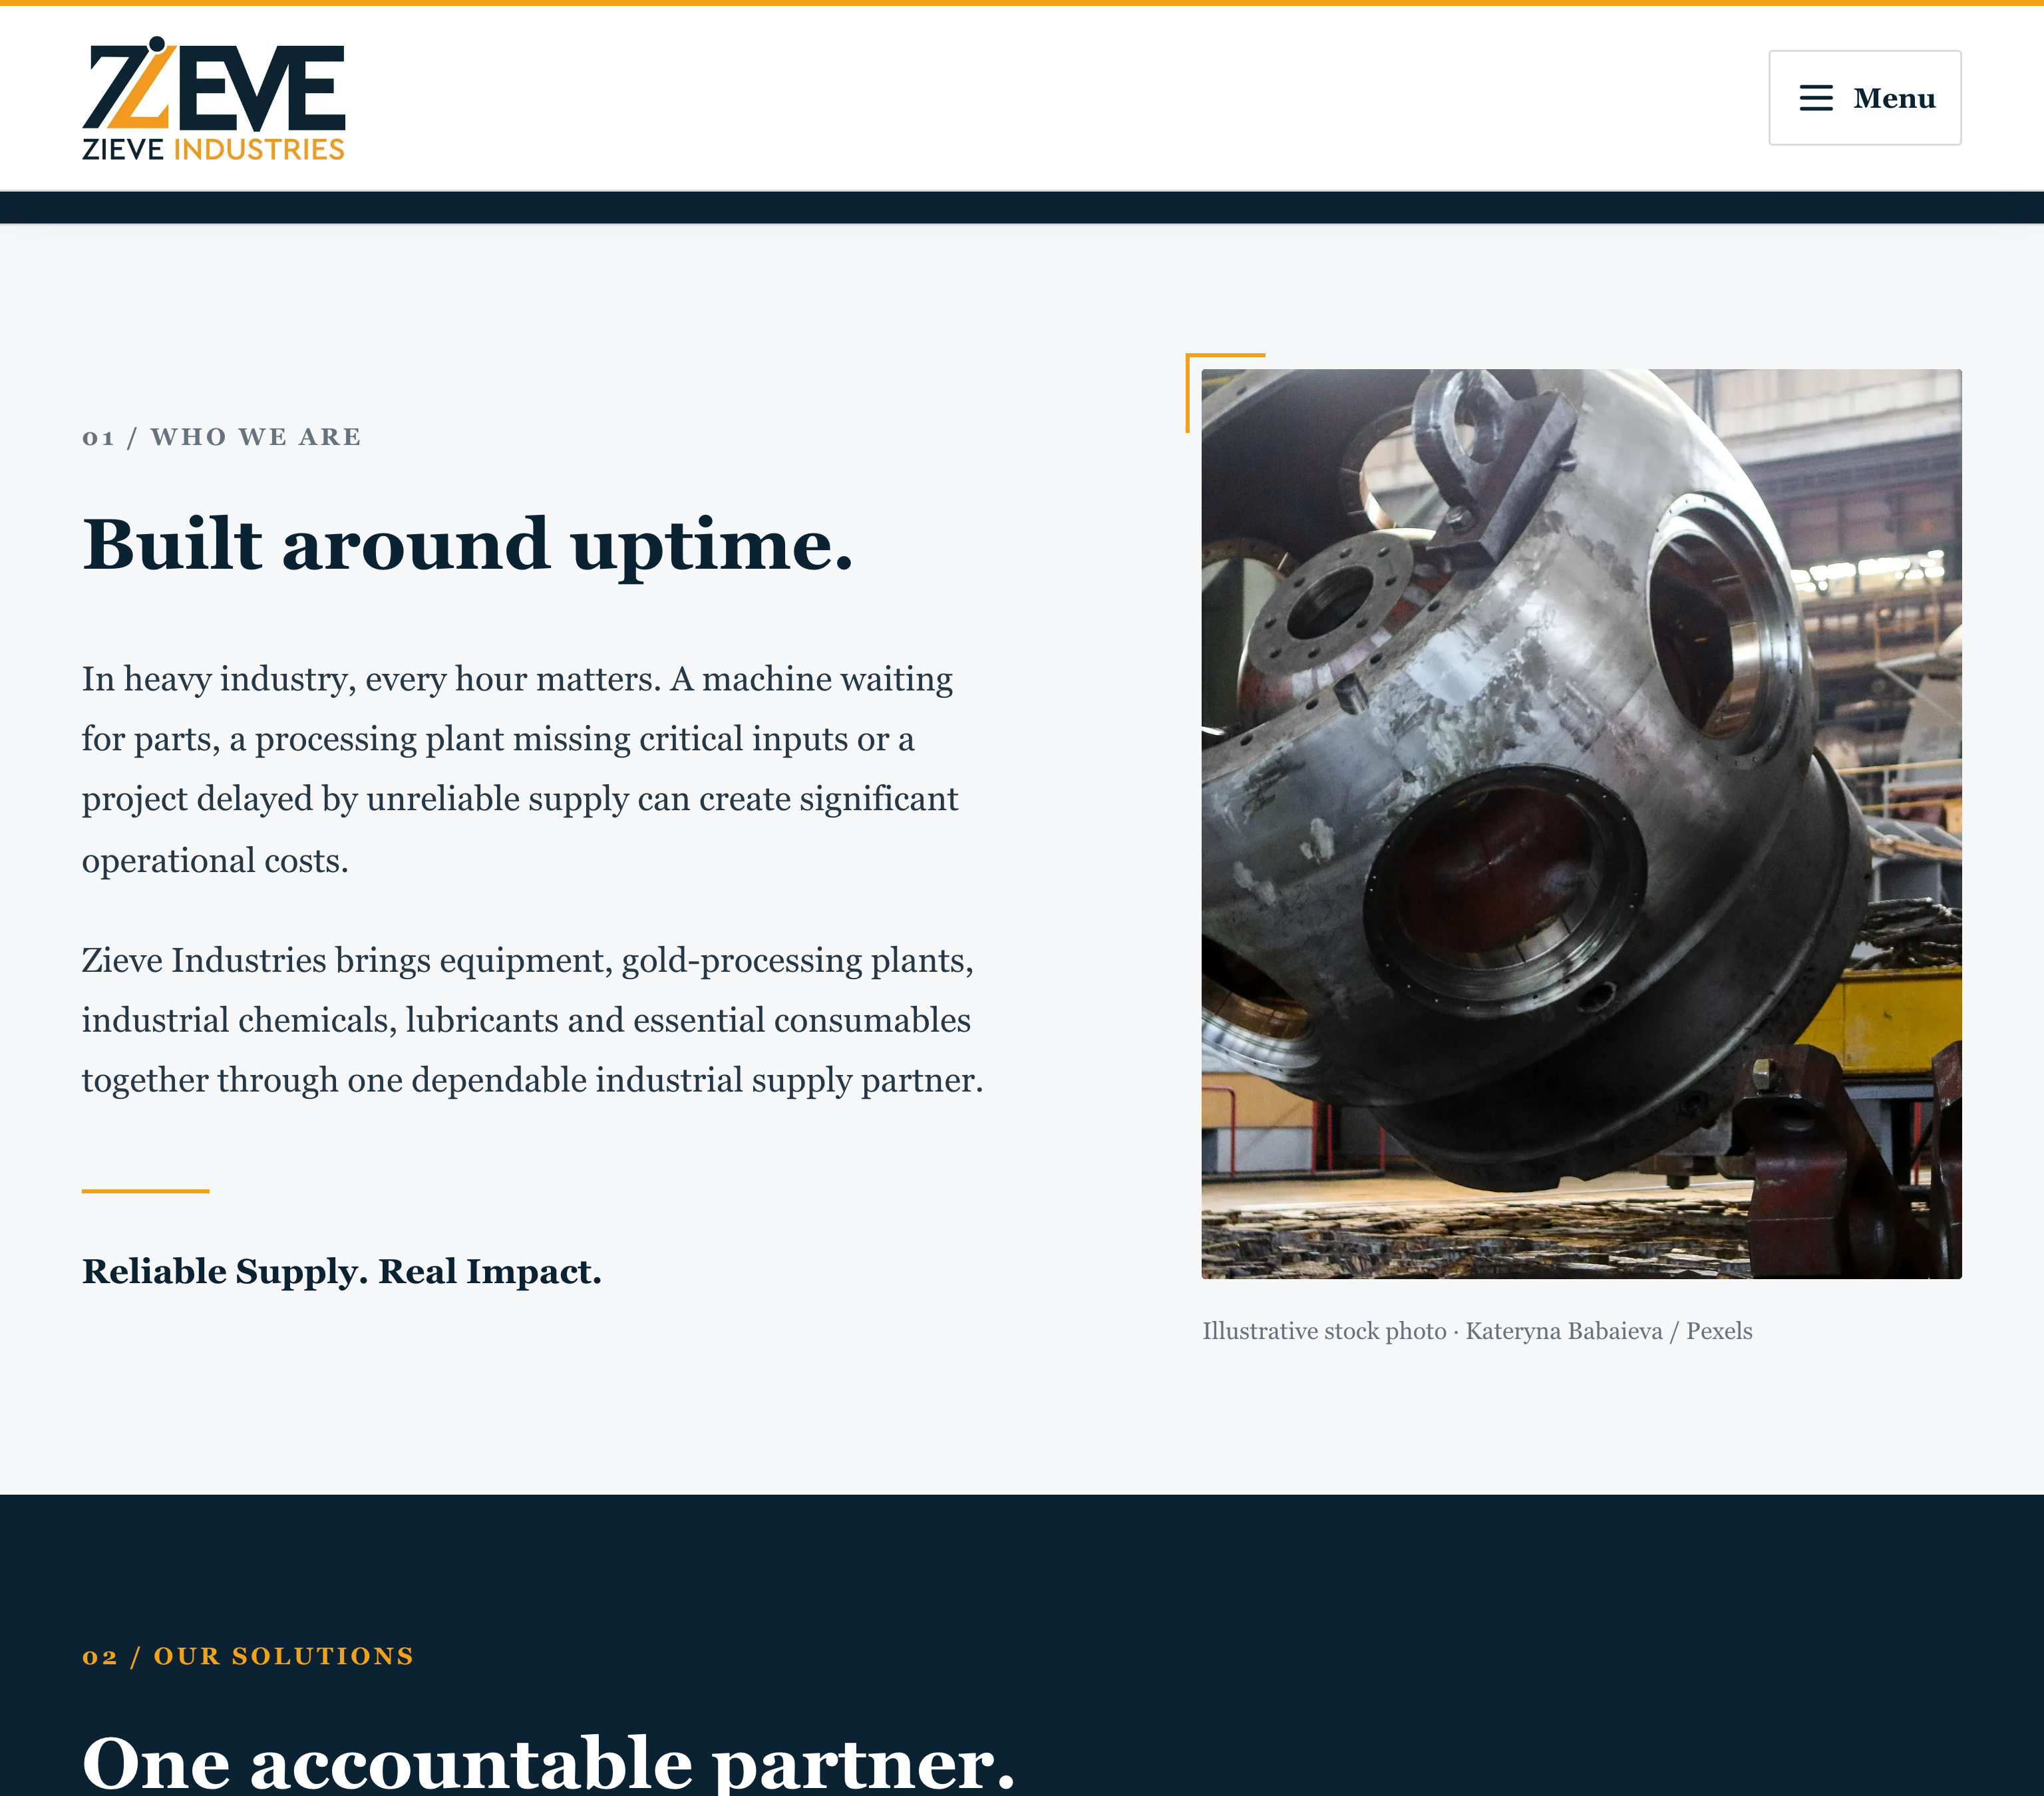 ZiEVE
ZIEVE INDUSTRIES
Menu
01 / WHO WE ARE
Built around uptime.
In heavy industry, every hour matters. A machine waiting
for parts, a processing plant missing critical inputs or a
project delayed by unreliable supply can create significant
operational costs.
Zieve Industries brings equipment, gold-processing plants,
industrial chemicals, lubricants and essential consumables
together through one dependable industrial supply partner.
Reliable Supply. Real Impact.
Illustrative stock photo · Kateryna Babaieva / Pexels
02 / OUR SOLUTIONS
One accountable partner.